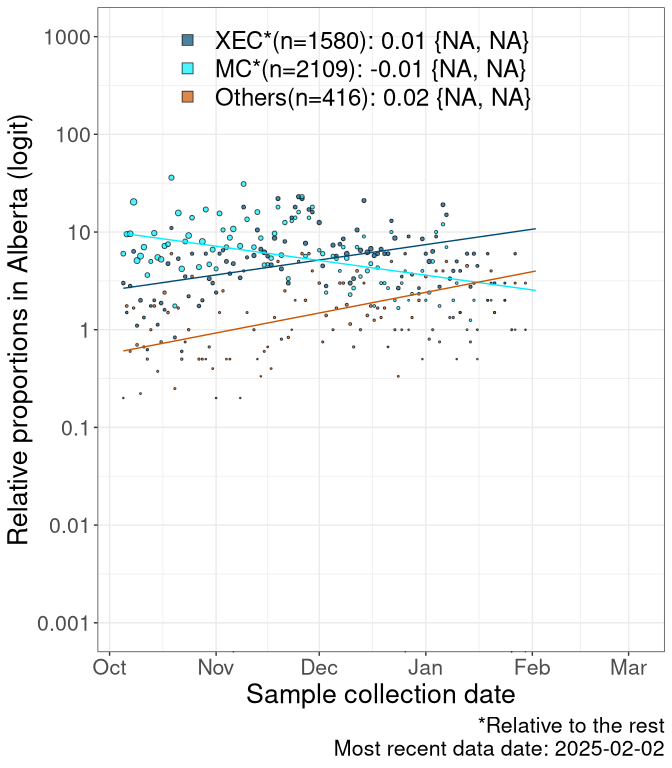 XEC*(n=1580): 0.01 {NA, NA}
MC*(n=2109): -0.01 {NA, NA}
Others(n=416): 0.02 {NA, NA}
Relative proportions in Alberta (logit)
1000
100
10
1
0.1
0.01
0.001
Oct Nov Dec Jan Feb Mar
Sample collection date
*Relative to the rest
Most recent data date: 2025-02-02